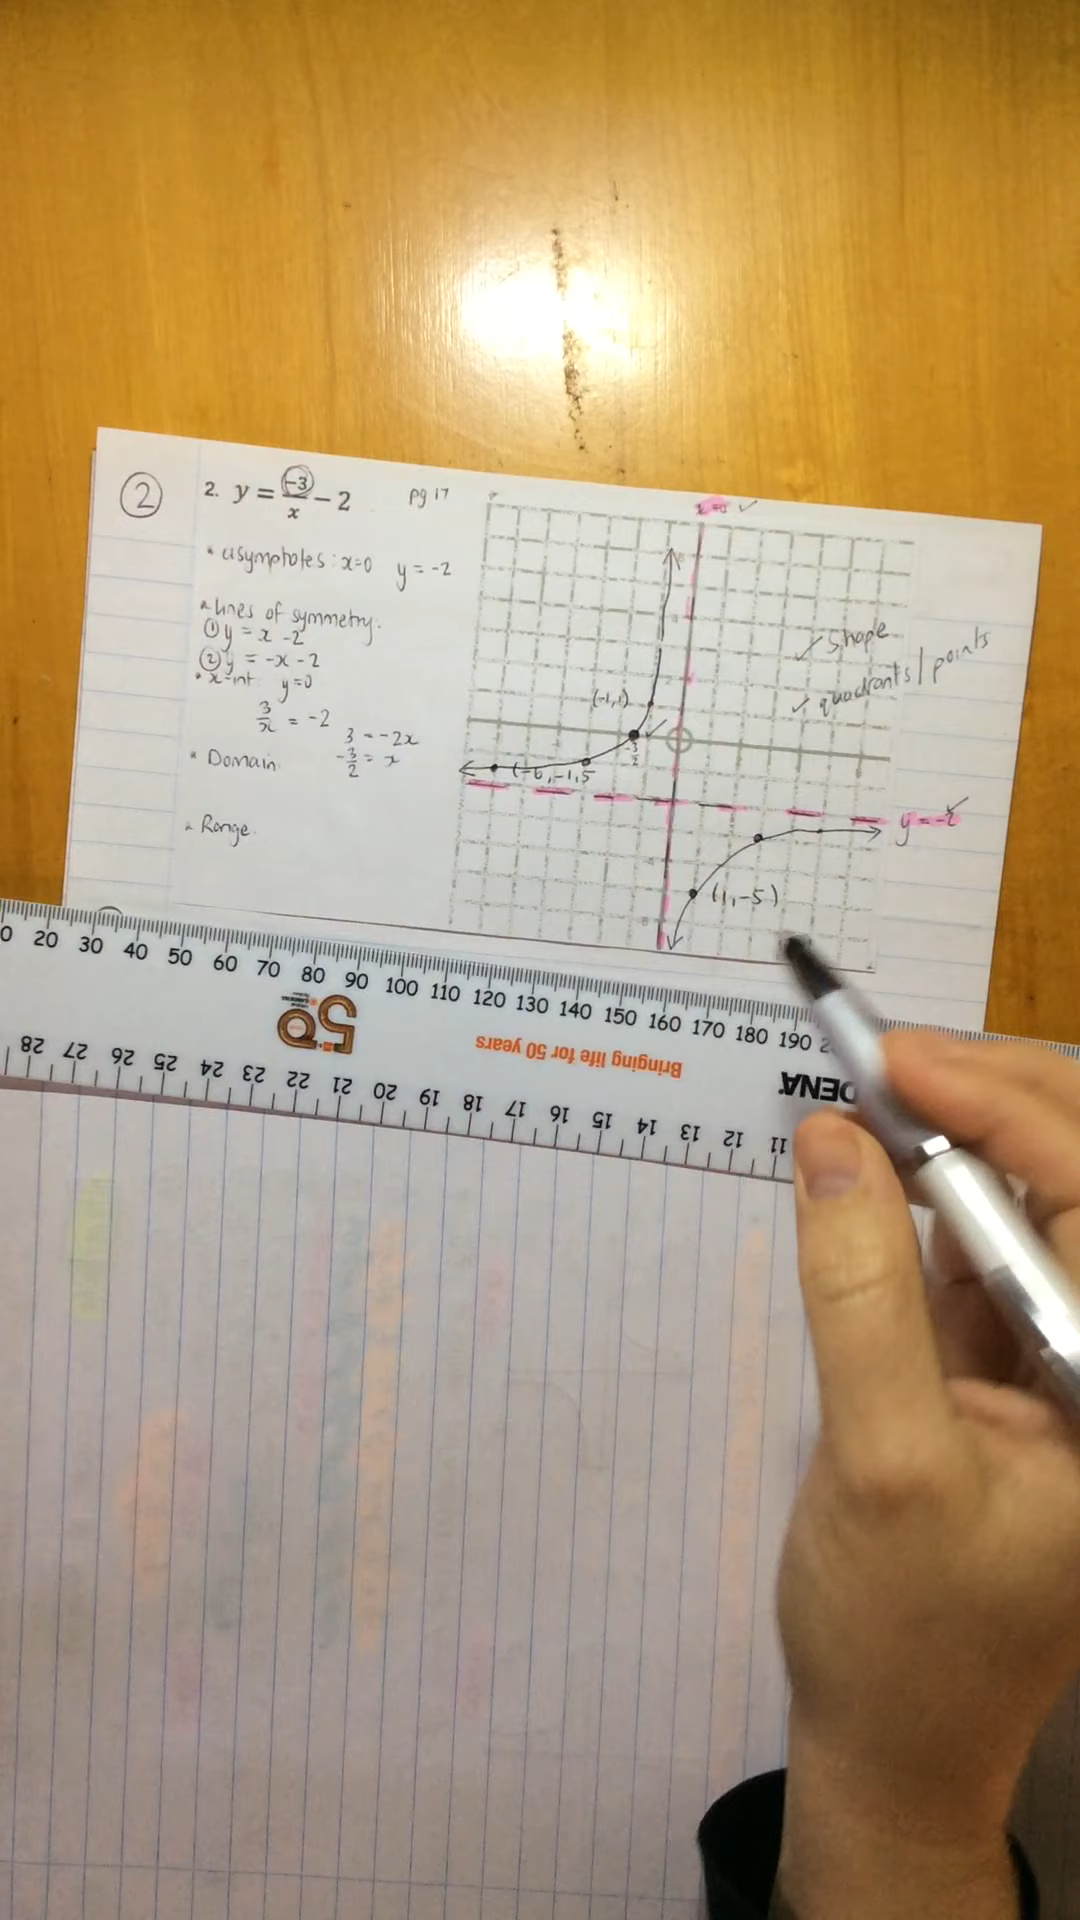 2
2. y = -3/x - 2
pg 17
• asymptotes: x=0 y = -2
• lines of symmetry:
① y = x - 2
② y = -x - 2
• x-int: y=0
3/x = -2
3 = -2x
-3/2 = x
• Domain:
• Range:
x=0 ✓
✓ Shape
✓ quadrants / points
(-1,1)
-3/2
(-6,-1,5
y = -2
(1,-5)
0 20 30 40 50 60 70 80 90 100 110 120 130 140 150 160 170 180 190 2
50
Bringing life for 50 years
DENA
28 27 26 25 24 23 22 21 20 19 18 17 16 15 14 13 12 11